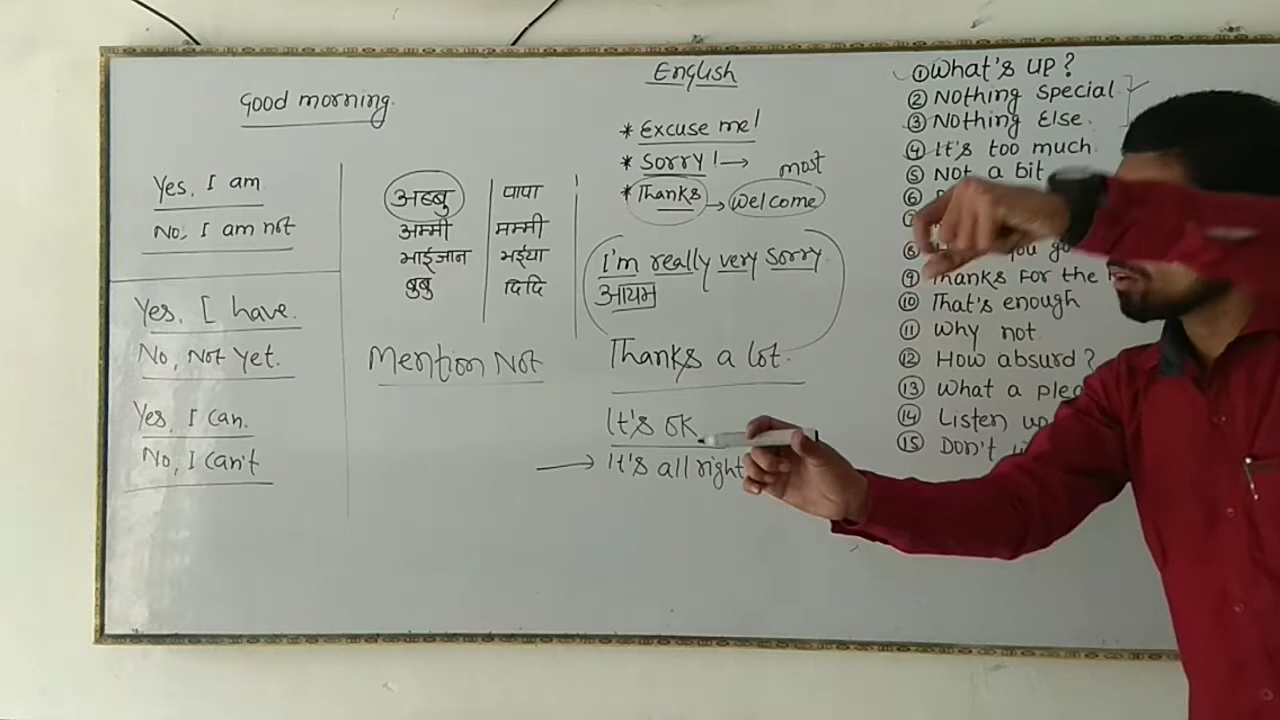 Good morning.
Yes, I am
No, I am not
Yes, I have.
No, Not yet.
Yes, I can.
No, I can't
अब्बु पापा
अम्मी मम्मी
भाईजान भईया
बुबु दिदि
Mention Not
English
* Excuse me!
* Sorry! →
most
* Thanks → Welcome
I'm really very sorry
आयम
Thanks a lot.
It's ok
→ It's all right
① What's up?
② Nothing special
③ Nothing Else.
④ It's too much
⑤ Not a bit
⑥
⑦
⑧ you
⑨ Thanks for the
⑩ That's enough
⑪ Why not.
⑫ How absurd?
⑬ What a
⑭ Listen
⑮ Don't